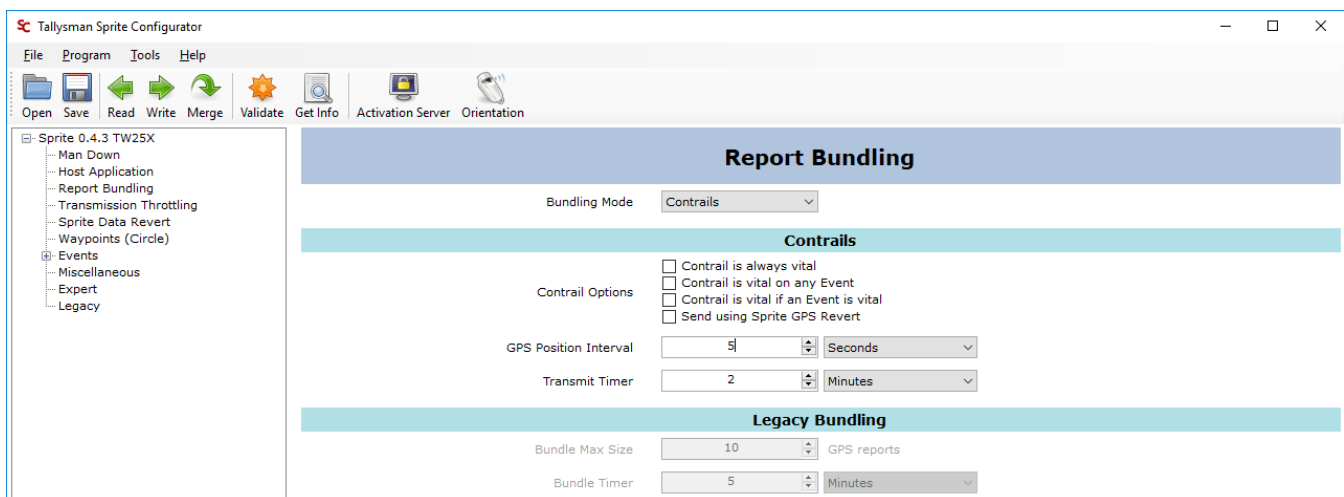 SC Tallysman Sprite Configurator
File Program Tools Help
Open Save Read Write Merge Validate Get Info Activation Server Orientation
Sprite 0.4.3 TW25X
Man Down
Host Application
Report Bundling
Transmission Throttling
Sprite Data Revert
Waypoints (Circle)
Events
Miscellaneous
Expert
Legacy
Report Bundling
Bundling Mode Contrails
Contrails
Contrail Options
Contrail is always vital
Contrail is vital on any Event
Contrail is vital if an Event is vital
Send using Sprite GPS Revert
GPS Position Interval 5 Seconds
Transmit Timer 2 Minutes
Legacy Bundling
Bundle Max Size 10 GPS reports
Bundle Timer 5 Minutes